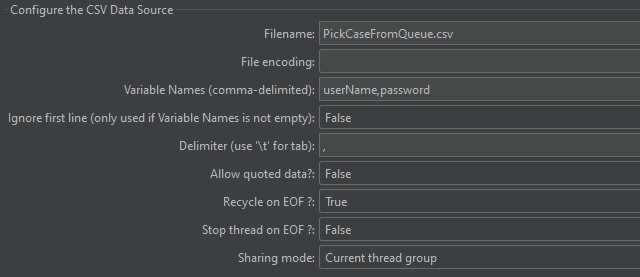 Configure the CSV Data Source
Filename: PickCaseFromQueue.csv
File encoding:
Variable Names (comma-delimited): userName,password
Ignore first line (only used if Variable Names is not empty): False
Delimiter (use '\t' for tab): ,
Allow quoted data?: False
Recycle on EOF ?: True
Stop thread on EOF ?: False
Sharing mode: Current thread group